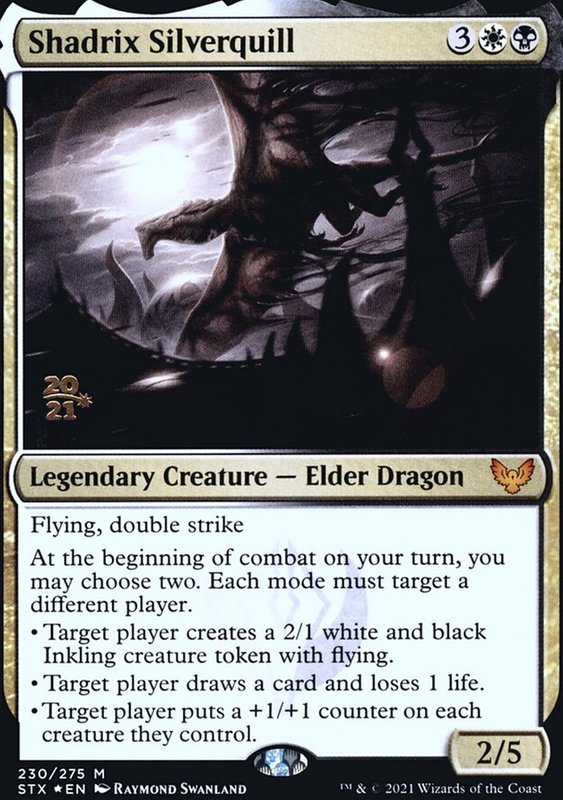 Shadrix Silverquill 3
20
21
Legendary Creature — Elder Dragon
Flying, double strike
At the beginning of combat on your turn, you
may choose two. Each mode must target a
different player.
• Target player creates a 2/1 white and black
Inkling creature token with flying.
• Target player draws a card and loses 1 life.
• Target player puts a +1/+1 counter on each
creature they control.
2/5
230/275 M
STX ★ EN Raymond Swanland
™ & © 2021 Wizards of the Coast